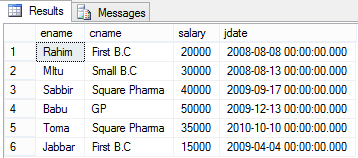 Results Messages
ename cname salary jdate
1 Rahim First B.C 20000 2008-08-08 00:00:00.000
2 MItu Small B.C 30000 2008-08-13 00:00:00.000
3 Sabbir Square Pharma 40000 2009-09-17 00:00:00.000
4 Babu GP 50000 2009-12-13 00:00:00.000
5 Toma Square Pharma 35000 2010-10-10 00:00:00.000
6 Jabbar First B.C 15000 2009-04-04 00:00:00.000